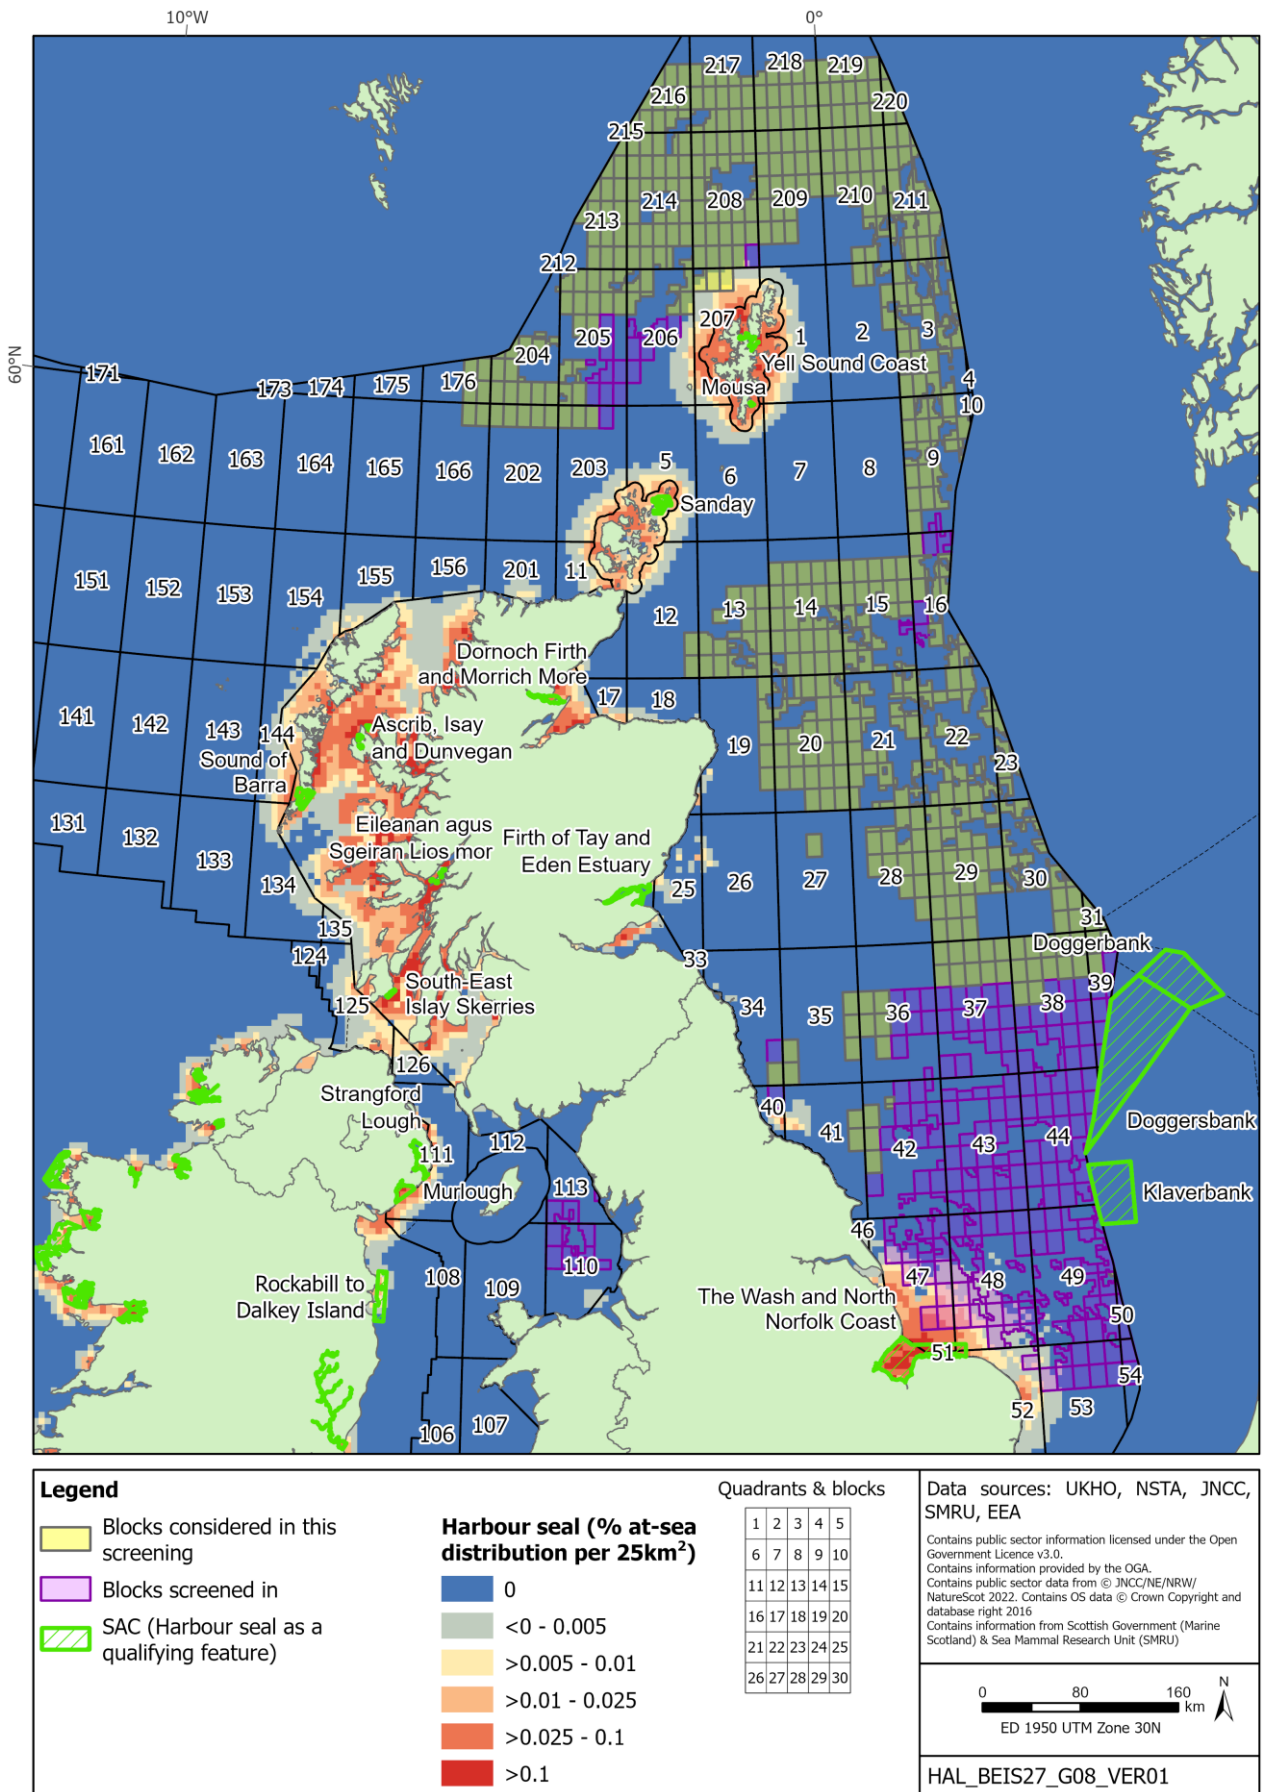 10°W
0°
60°N
217
218
219
216
220
215
214
208
209
210
211
213
212
207
205
206
1
2
3
204
Yell Sound Coast
4
171
173
174
175
176
Mousa
10
161
162
163
164
165
166
202
203
5
6
7
8
9
Sanday
151
152
153
154
155
156
201
11
12
13
14
15
16
Dornoch Firth
and Morrich More
17
18
141
142
143
144
Ascrib, Isay
and Dunvegan
19
20
21
22
23
Sound of
Barra
131
132
133
134
Eileanan agus
Sgeiran Lios mor
Firth of Tay and
Eden Estuary
25
26
27
28
29
30
31
135
124
33
Doggerbank
125
South-East
Islay Skerries
34
35
36
37
38
39
126
Strangford
Lough
40
41
42
43
44
Doggersbank
111
112
113
Murlough
Klaverbank
46
47
48
49
50
108
109
110
Rockabill to
Dalkey Island
The Wash and North
Norfolk Coast
51
54
52
53
106
107
Legend
Blocks considered in this
screening
Blocks screened in
SAC (Harbour seal as a
qualifying feature)
Harbour seal (% at-sea
distribution per 25km²)
0
<0 - 0.005
>0.005 - 0.01
>0.01 - 0.025
>0.025 - 0.1
>0.1
Quadrants & blocks
1 2 3 4 5
6 7 8 9 10
11 12 13 14 15
16 17 18 19 20
21 22 23 24 25
26 27 28 29 30
Data sources: UKHO, NSTA, JNCC,
SMRU, EEA
Contains public sector information licensed under the Open
Government Licence v3.0.
Contains information provided by the OGA.
Contains public sector data from © JNCC/NE/NRW/
NatureScot 2022. Contains OS data © Crown Copyright and
database right 2016
Contains information from Scottish Government (Marine
Scotland) & Sea Mammal Research Unit (SMRU)
0 80 160
km
N
ED 1950 UTM Zone 30N
HAL_BEIS27_G08_VER01